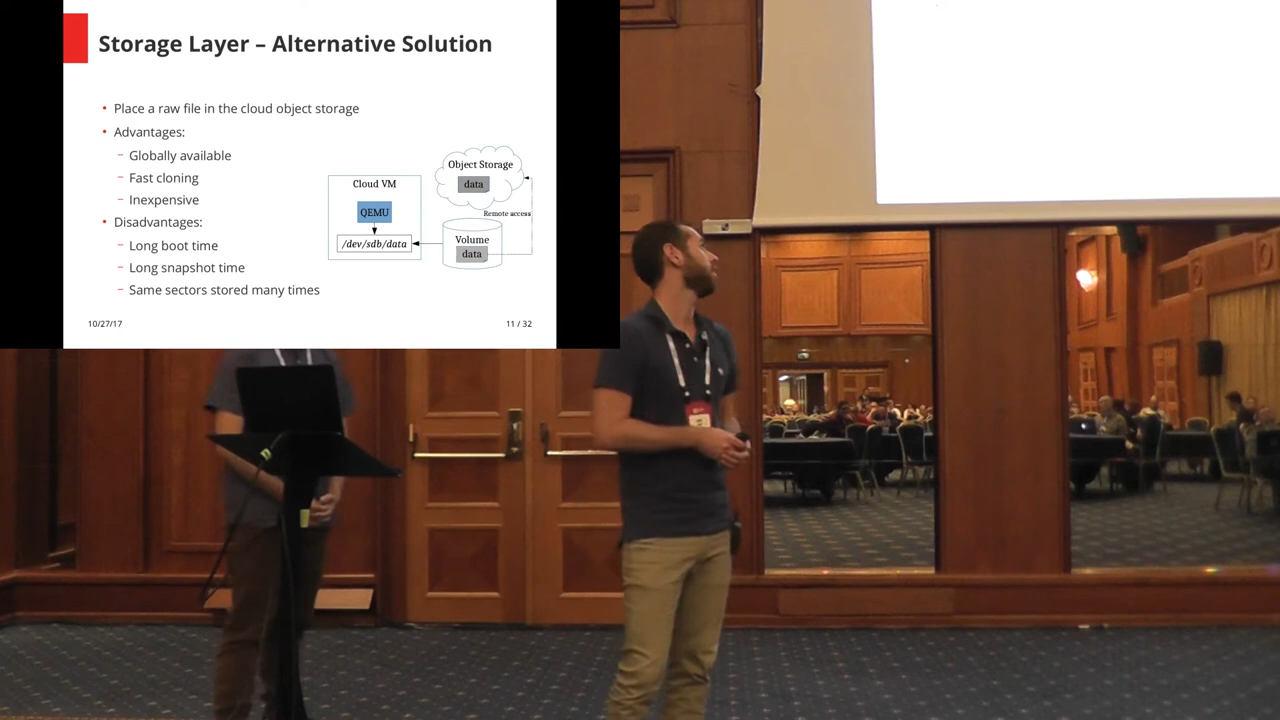 Storage Layer – Alternative Solution
• Place a raw file in the cloud object storage
• Advantages:
– Globally available
– Fast cloning
– Inexpensive
• Disadvantages:
– Long boot time
– Long snapshot time
– Same sectors stored many times
Cloud VM
QEMU
/dev/sdb/data
Object Storage
data
Remote access
Volume
data
10/27/17
11 / 32